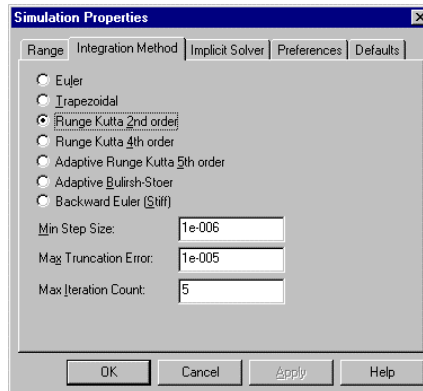 Simulation Properties
Range Integration Method Implicit Solver Preferences Defaults
Euler
Trapezoidal
Runge Kutta 2nd order
Runge Kutta 4th order
Adaptive Runge Kutta 5th order
Adaptive Bulirsh-Stoer
Backward Euler (Stiff)
Min Step Size: 1e-006
Max Truncation Error: 1e-005
Max Iteration Count: 5
OK Cancel Apply Help